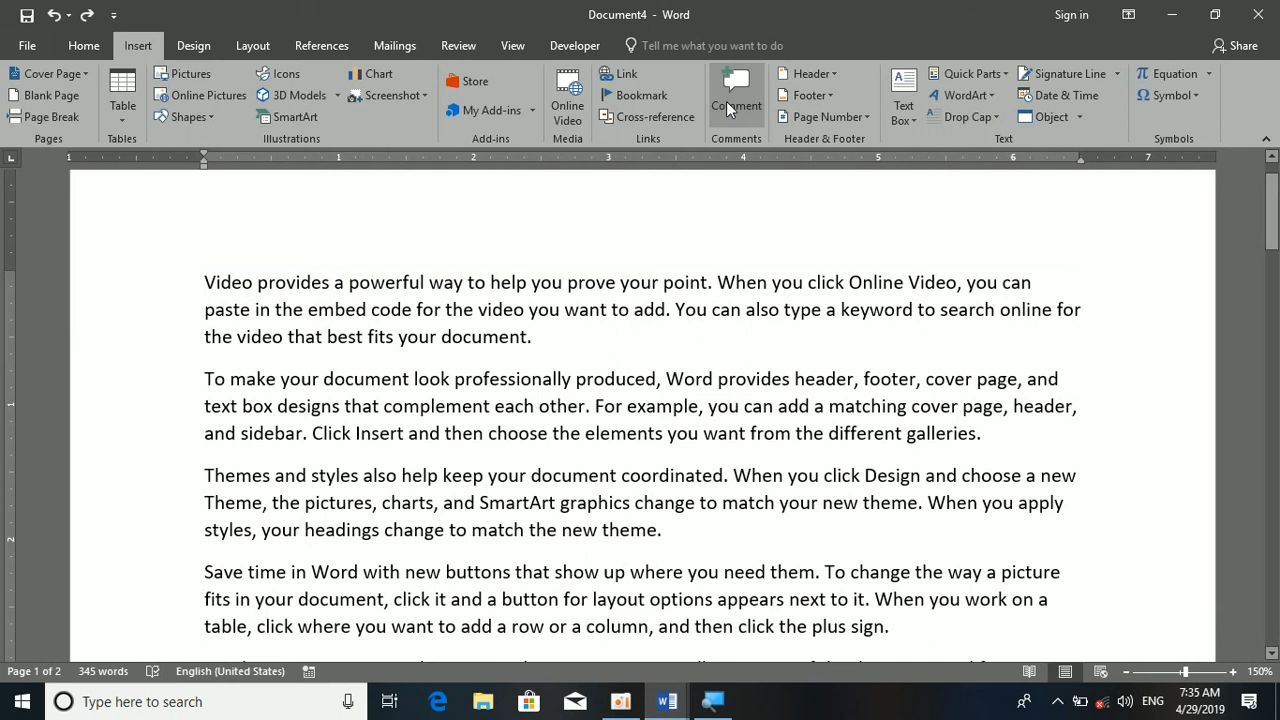 Document4 - Word
Sign in
File Home Insert Design Layout References Mailings Review View Developer Tell me what you want to do Share
Cover Page
Blank Page
Page Break
Pages
Table
Tables
Pictures
Online Pictures
Shapes
Icons
3D Models
SmartArt
Chart
Screenshot
Illustrations
Store
My Add-ins
Add-ins
Online
Video
Media
Link
Bookmark
Cross-reference
Links
Comment
Comments
Header
Footer
Page Number
Header & Footer
Text
Box
Quick Parts
WordArt
Drop Cap
Signature Line
Date & Time
Object
Text
Equation
Symbol
Symbols
1 1 2 3 4 5 6 7
Video provides a powerful way to help you prove your point. When you click Online Video, you can
paste in the embed code for the video you want to add. You can also type a keyword to search online for
the video that best fits your document.
To make your document look professionally produced, Word provides header, footer, cover page, and
text box designs that complement each other. For example, you can add a matching cover page, header,
and sidebar. Click Insert and then choose the elements you want from the different galleries.
Themes and styles also help keep your document coordinated. When you click Design and choose a new
Theme, the pictures, charts, and SmartArt graphics change to match your new theme. When you apply
styles, your headings change to match the new theme.
Save time in Word with new buttons that show up where you need them. To change the way a picture
fits in your document, click it and a button for layout options appears next to it. When you work on a
table, click where you want to add a row or a column, and then click the plus sign.
1
2
Page 1 of 2 345 words English (United States) 150%
Type here to search
ENG
7:35 AM
4/29/2019